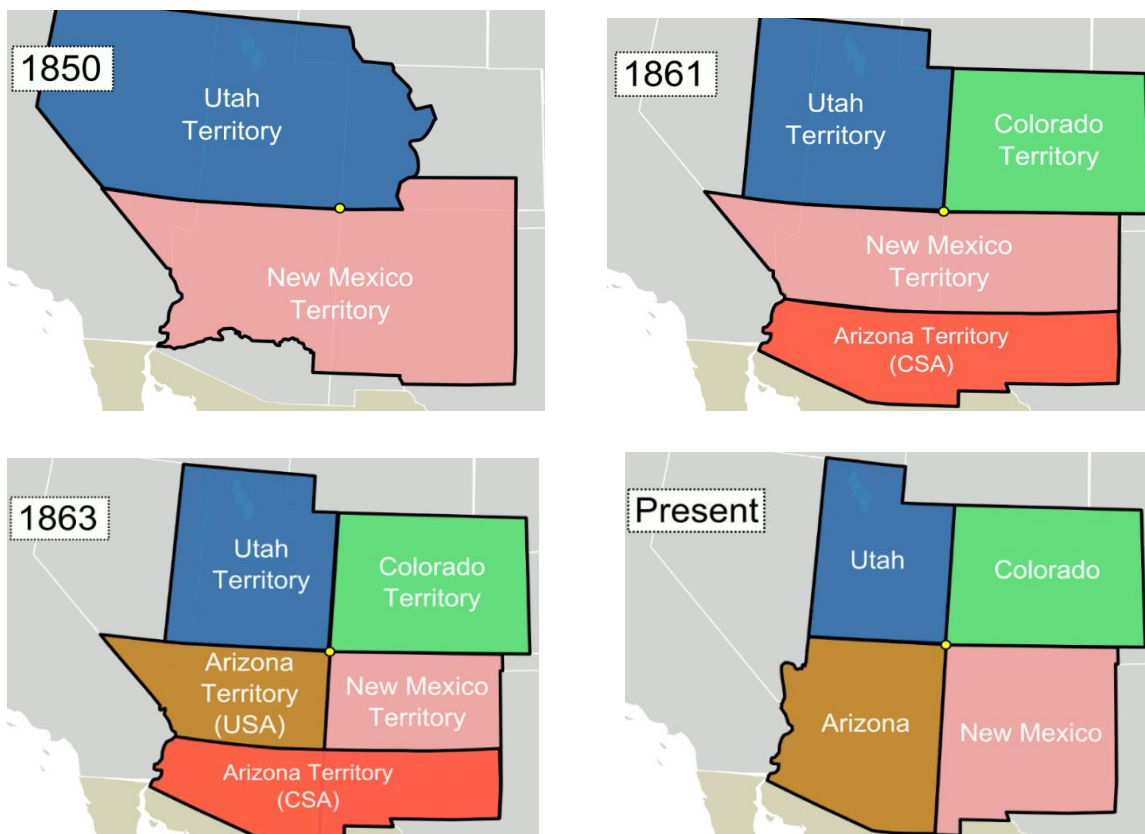 1850
Utah
Territory
New Mexico
Territory
1861
Utah
Territory
Colorado
Territory
New Mexico
Territory
Arizona Territory
(CSA)
1863
Utah
Territory
Colorado
Territory
Arizona
Territory
(USA)
New Mexico
Territory
Arizona Territory
(CSA)
Present
Utah
Colorado
Arizona
New Mexico